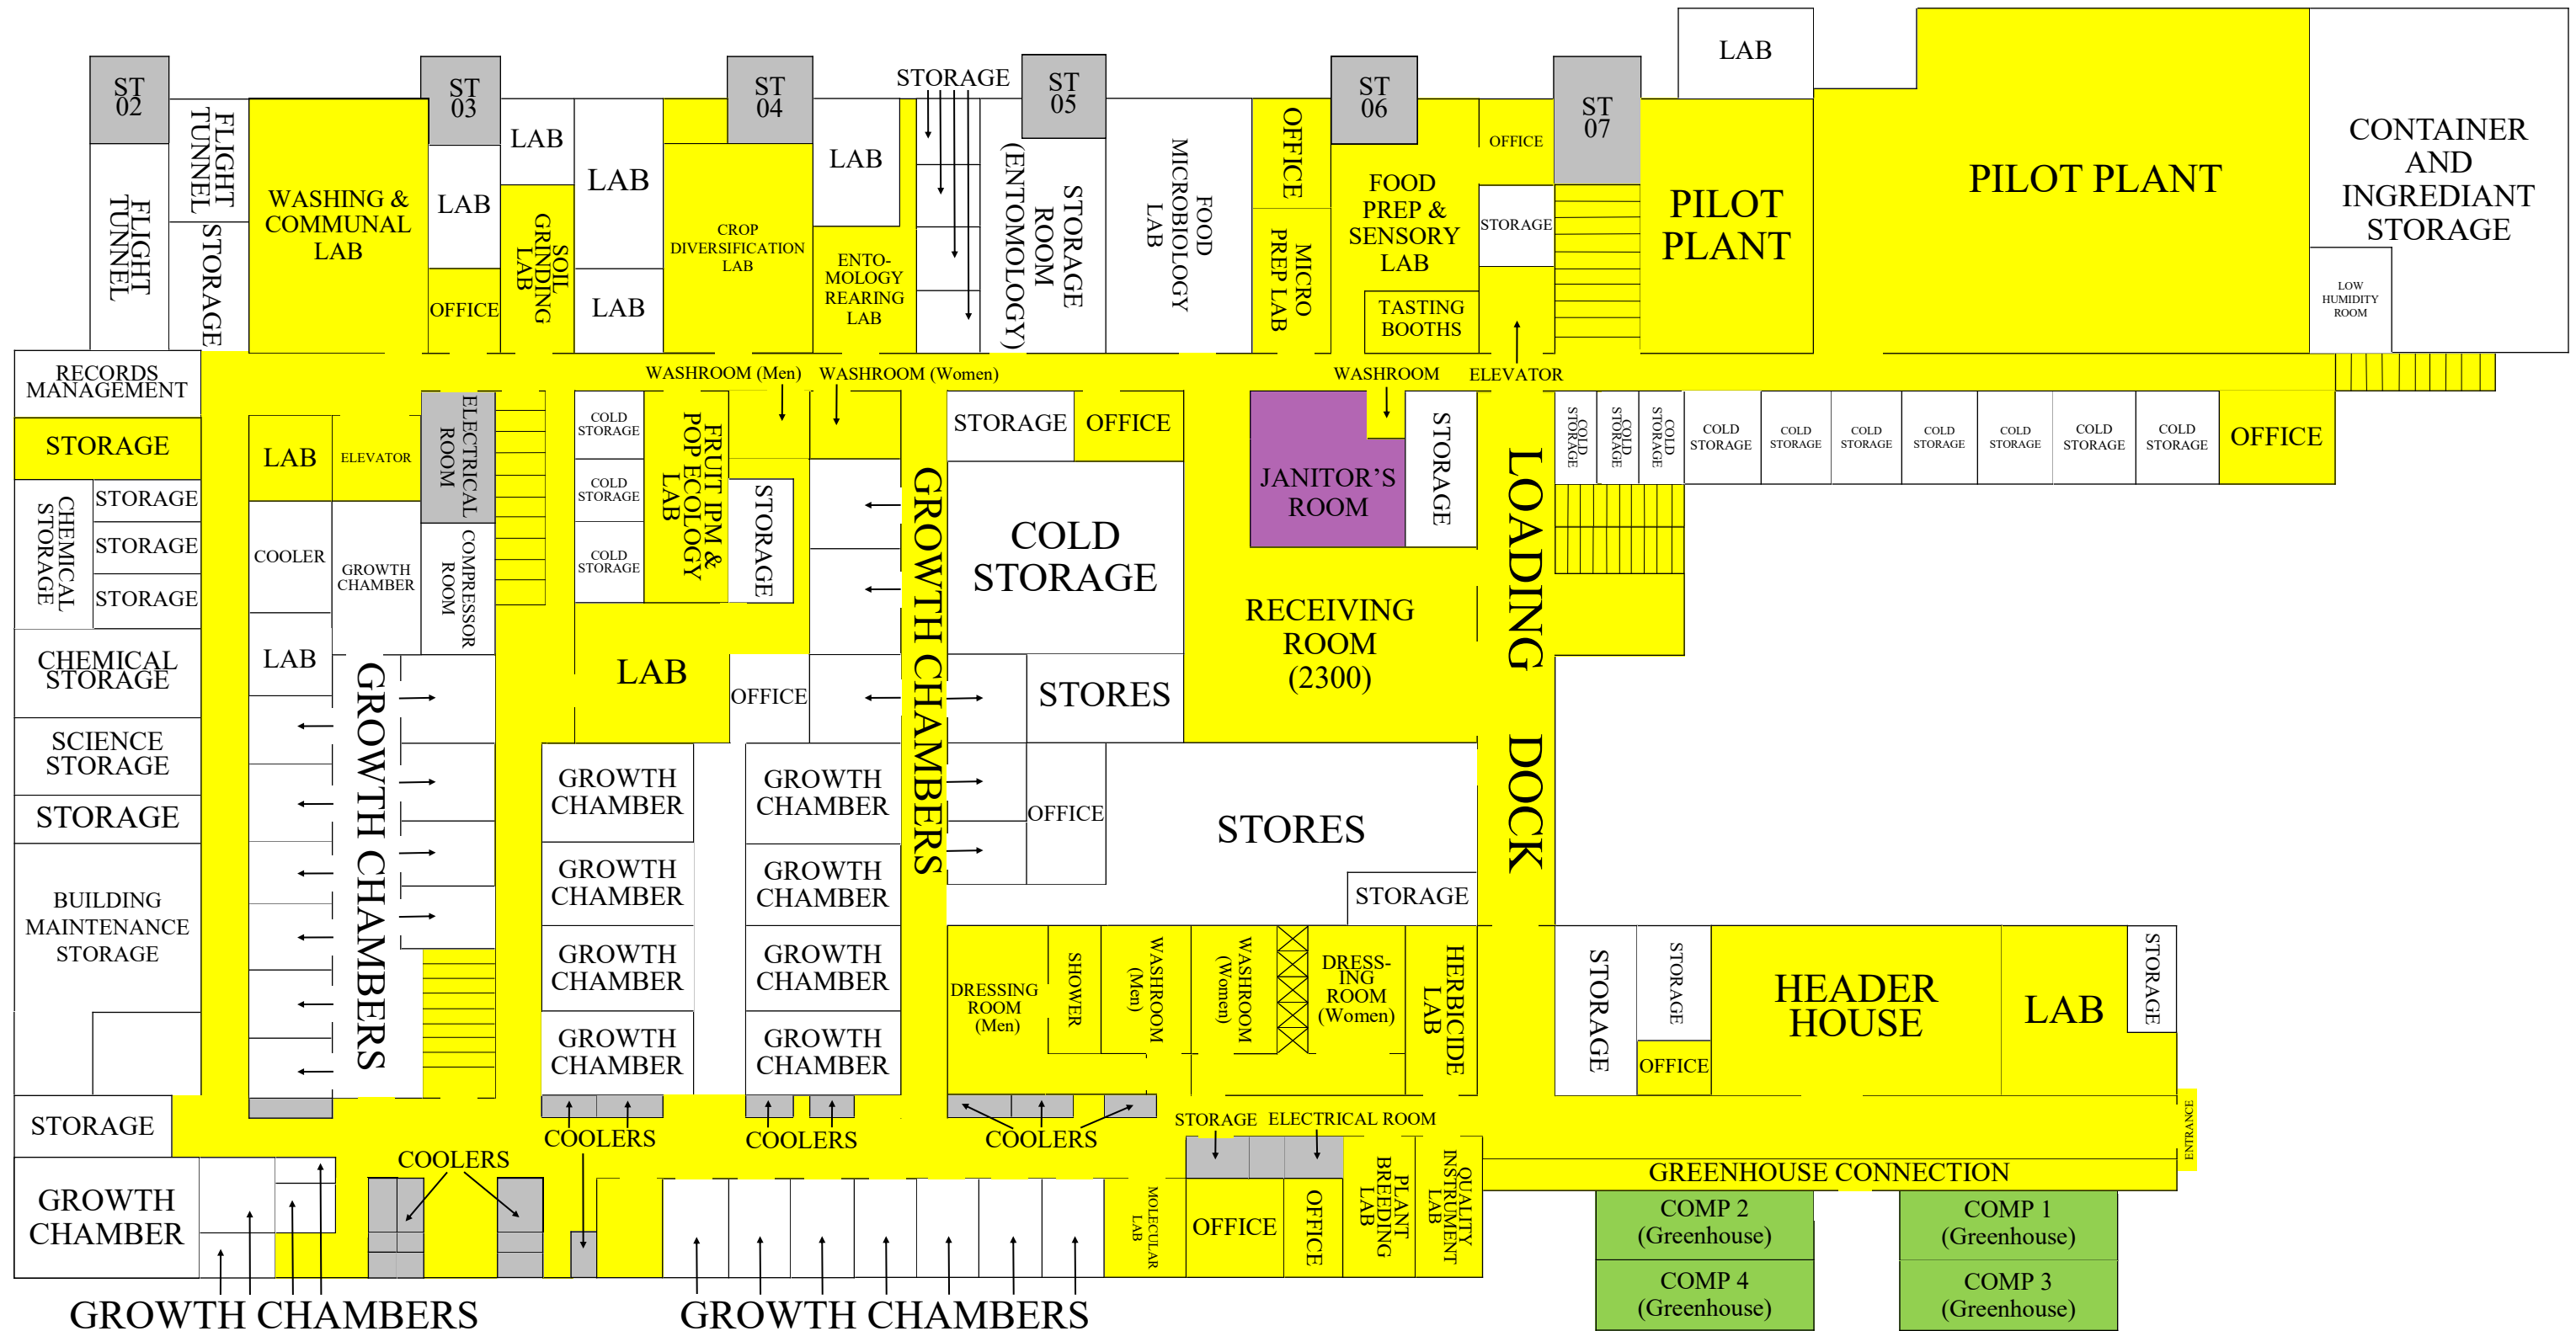 LAB
ST
02
ST
03
ST
04
STORAGE
ST
05
ST
06
ST
07
FLIGHT
TUNNEL
FLIGHT
TUNNEL
STORAGE
WASHING &
COMMUNAL
LAB
LAB
OFFICE
LAB
SOIL
GRINDING
LAB
LAB
LAB
CROP
DIVERSIFICATION
LAB
LAB
ENTO-
MOLOGY
REARING
LAB
STORAGE
ROOM
(ENTOMOLOGY)
FOOD
MICROBIOLOGY
LAB
OFFICE
MICRO
PREP LAB
FOOD
PREP &
SENSORY
LAB
TASTING
BOOTHS
OFFICE
STORAGE
PILOT
PLANT
PILOT PLANT
CONTAINER
AND
INGREDIANT
STORAGE
LOW
HUMIDITY
ROOM
RECORDS
MANAGEMENT
WASHROOM (Men)
WASHROOM (Women)
WASHROOM
ELEVATOR
STORAGE
LAB
ELEVATOR
ELECTRICAL
ROOM
COLD
STORAGE
COLD
STORAGE
COLD
STORAGE
FRUIT IPM &
POP ECOLOGY
LAB
STORAGE
STORAGE
OFFICE
JANITOR'S
ROOM
STORAGE
COLD
STORAGE
COLD
STORAGE
COLD
STORAGE
COLD
STORAGE
COLD
STORAGE
COLD
STORAGE
COLD
STORAGE
COLD
STORAGE
COLD
STORAGE
COLD
STORAGE
OFFICE
CHEMICAL
STORAGE
STORAGE
STORAGE
STORAGE
COOLER
GROWTH
CHAMBER
COMPRESSOR
ROOM
GROWTH CHAMBERS
COLD
STORAGE
RECEIVING
ROOM
(2300)
LOADING DOCK
CHEMICAL
STORAGE
LAB
GROWTH CHAMBERS
LAB
OFFICE
STORES
SCIENCE
STORAGE
STORAGE
BUILDING
MAINTENANCE
STORAGE
GROWTH
CHAMBER
GROWTH
CHAMBER
GROWTH
CHAMBER
GROWTH
CHAMBER
GROWTH
CHAMBER
GROWTH
CHAMBER
GROWTH
CHAMBER
GROWTH
CHAMBER
OFFICE
STORES
STORAGE
DRESSING
ROOM
(Men)
SHOWER
WASHROOM
(Men)
WASHROOM
(Women)
DRESS-
ING
ROOM
(Women)
HERBICIDE
LAB
STORAGE
STORAGE
OFFICE
HEADER
HOUSE
LAB
STORAGE
STORAGE
COOLERS
COOLERS
COOLERS
COOLERS
STORAGE
ELECTRICAL ROOM
ENTRANCE
GREENHOUSE CONNECTION
GROWTH
CHAMBER
MOLECULAR
LAB
OFFICE
OFFICE
PLANT
BREEDING
LAB
QUALITY
INSTRUMENT
LAB
COMP 2
(Greenhouse)
COMP 1
(Greenhouse)
COMP 4
(Greenhouse)
COMP 3
(Greenhouse)
GROWTH CHAMBERS
GROWTH CHAMBERS